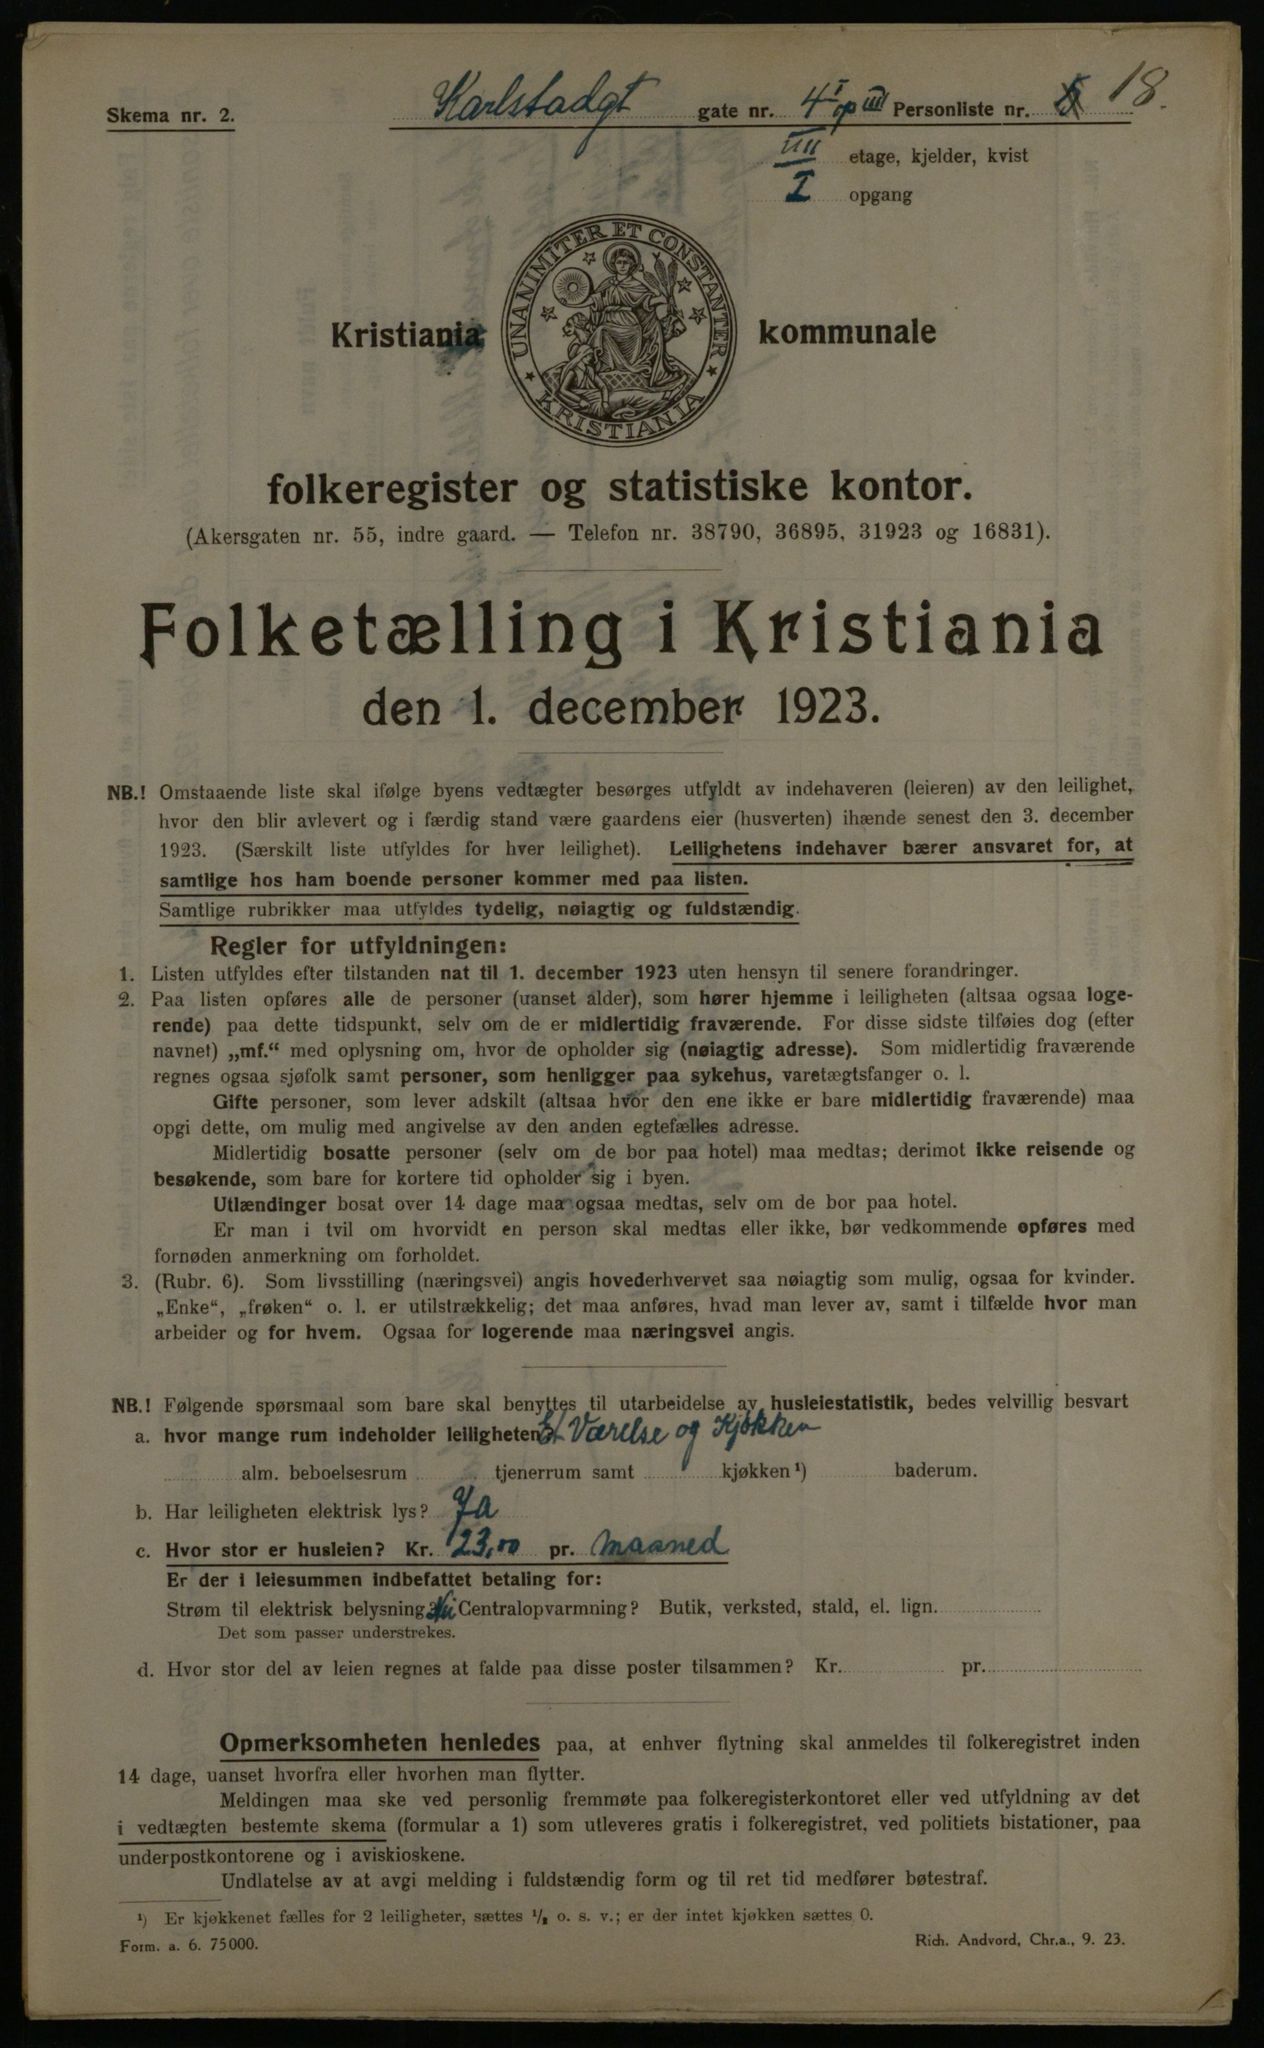 Skema nr. 2. Karlstadgt gate nr. 4 I op III Personliste nr. 18.
III etage, kjelder, kvist
I opgang
UNANIMITER ET CONSTANTER
KRISTIANIA
Kristiania kommunale
folkeregister og statistiske kontor.
(Akersgaten nr. 55, indre gaard. — Telefon nr. 38790, 36895, 31923 og 16831).
Folketælling i Kristiania
den 1. december 1923.
NB.! Omstaaende liste skal ifølge byens vedtægter besørges utfyldt av indehaveren (leieren) av den leilighet,
hvor den blir avlevert og i færdig stand være gaardens eier (husverten) ihænde senest den 3. december
1923. (Særskilt liste utfyldes for hver leilighet). Leilighetens indehaver bærer ansvaret for, at
samtlige hos ham boende personer kommer med paa listen.
Samtlige rubrikker maa utfyldes tydelig, nøiagtig og fuldstændig.
Regler for utfyldningen:
1. Listen utfyldes efter tilstanden nat til 1. december 1923 uten hensyn til senere forandringer.
2. Paa listen opføres alle de personer (uanset alder), som hører hjemme i leiligheten (altsaa ogsaa loge-
rende) paa dette tidspunkt, selv om de er midlertidig fraværende. For disse sidste tilføies dog (efter
navnet) „mf.“ med oplysning om, hvor de opholder sig (nøiagtig adresse). Som midlertidig fraværende
regnes ogsaa sjøfolk samt personer, som henligger paa sykehus, varetægtsfanger o. l.
Gifte personer, som lever adskilt (altsaa hvor den ene ikke er bare midlertidig fraværende) maa
opgi dette, om mulig med angivelse av den anden egtefælles adresse.
Midlertidig bosatte personer (selv om de bor paa hotel) maa medtas; derimot ikke reisende og
besøkende, som bare for kortere tid opholder sig i byen.
Utlændinger bosat over 14 dage maa ogsaa medtas, selv om de bor paa hotel.
Er man i tvil om hvorvidt en person skal medtas eller ikke, bør vedkommende opføres med
fornøden anmerkning om forholdet.
3. (Rubr. 6). Som livsstilling (næringsvei) angis hovederhvervet saa nøiagtig som mulig, ogsaa for kvinder.
„Enke“, „frøken“ o. l. er utilstrækkelig; det maa anføres, hvad man lever av, samt i tilfælde hvor man
arbeider og for hvem. Ogsaa for logerende maa næringsvei angis.
NB.! Følgende spørsmaal som bare skal benyttes til utarbeidelse av husleiestatistik, bedes velvillig besvart
a. hvor mange rum indeholder leiligheten Et Værelse og Kjøkken
alm. beboelsesrum tjenerrum samt kjøkken ¹) baderum.
b. Har leiligheten elektrisk lys? Ja
c. Hvor stor er husleien? Kr. 23,00 pr. Maaned
Er der i leiesummen indbefattet betaling for:
Strøm til elektrisk belysning? Nei Centralopvarmning? Butik, verksted, stald, el. lign.
Det som passer understrekes.
d. Hvor stor del av leien regnes at falde paa disse poster tilsammen? Kr. pr.
Opmerksomheten henledes paa, at enhver flytning skal anmeldes til folkeregistret inden
14 dage, uanset hvorfra eller hvorhen man flytter.
Meldingen maa ske ved personlig fremmøte paa folkeregisterkontoret eller ved utfyldning av det
i vedtægten bestemte skema (formular a 1) som utleveres gratis i folkeregistret, ved politiets bistationer, paa
underpostkontorene og i aviskioskene.
Undlatelse av at avgi melding i fuldstændig form og til ret tid medfører bøtestraf.
¹) Er kjøkkenet fælles for 2 leiligheter, sættes ½ o. s. v.; er der intet kjøkken sættes 0.
Form. a. 6. 75000. Rich. Andvord, Chr.a., 9. 23.